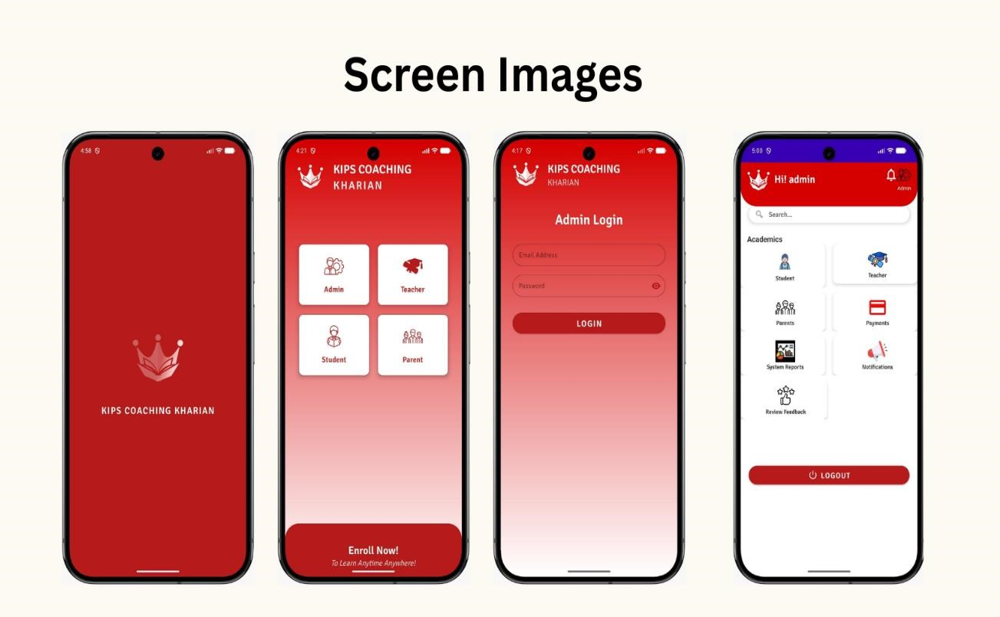 Screen Images
4:58
KIPS COACHING KHARIAN
4:21
KIPS COACHING
KHARIAN
Admin
Teacher
Student
Parent
Enroll Now!
To Learn Anytime Anywhere!
4:17
KIPS COACHING
KHARIAN
Admin Login
Email Address
Password
LOGIN
5:00
Hi! admin
Admin
Search...
Academics
Student
Teacher
Parents
Payments
System Reports
Notifications
Review Feedback
LOGOUT